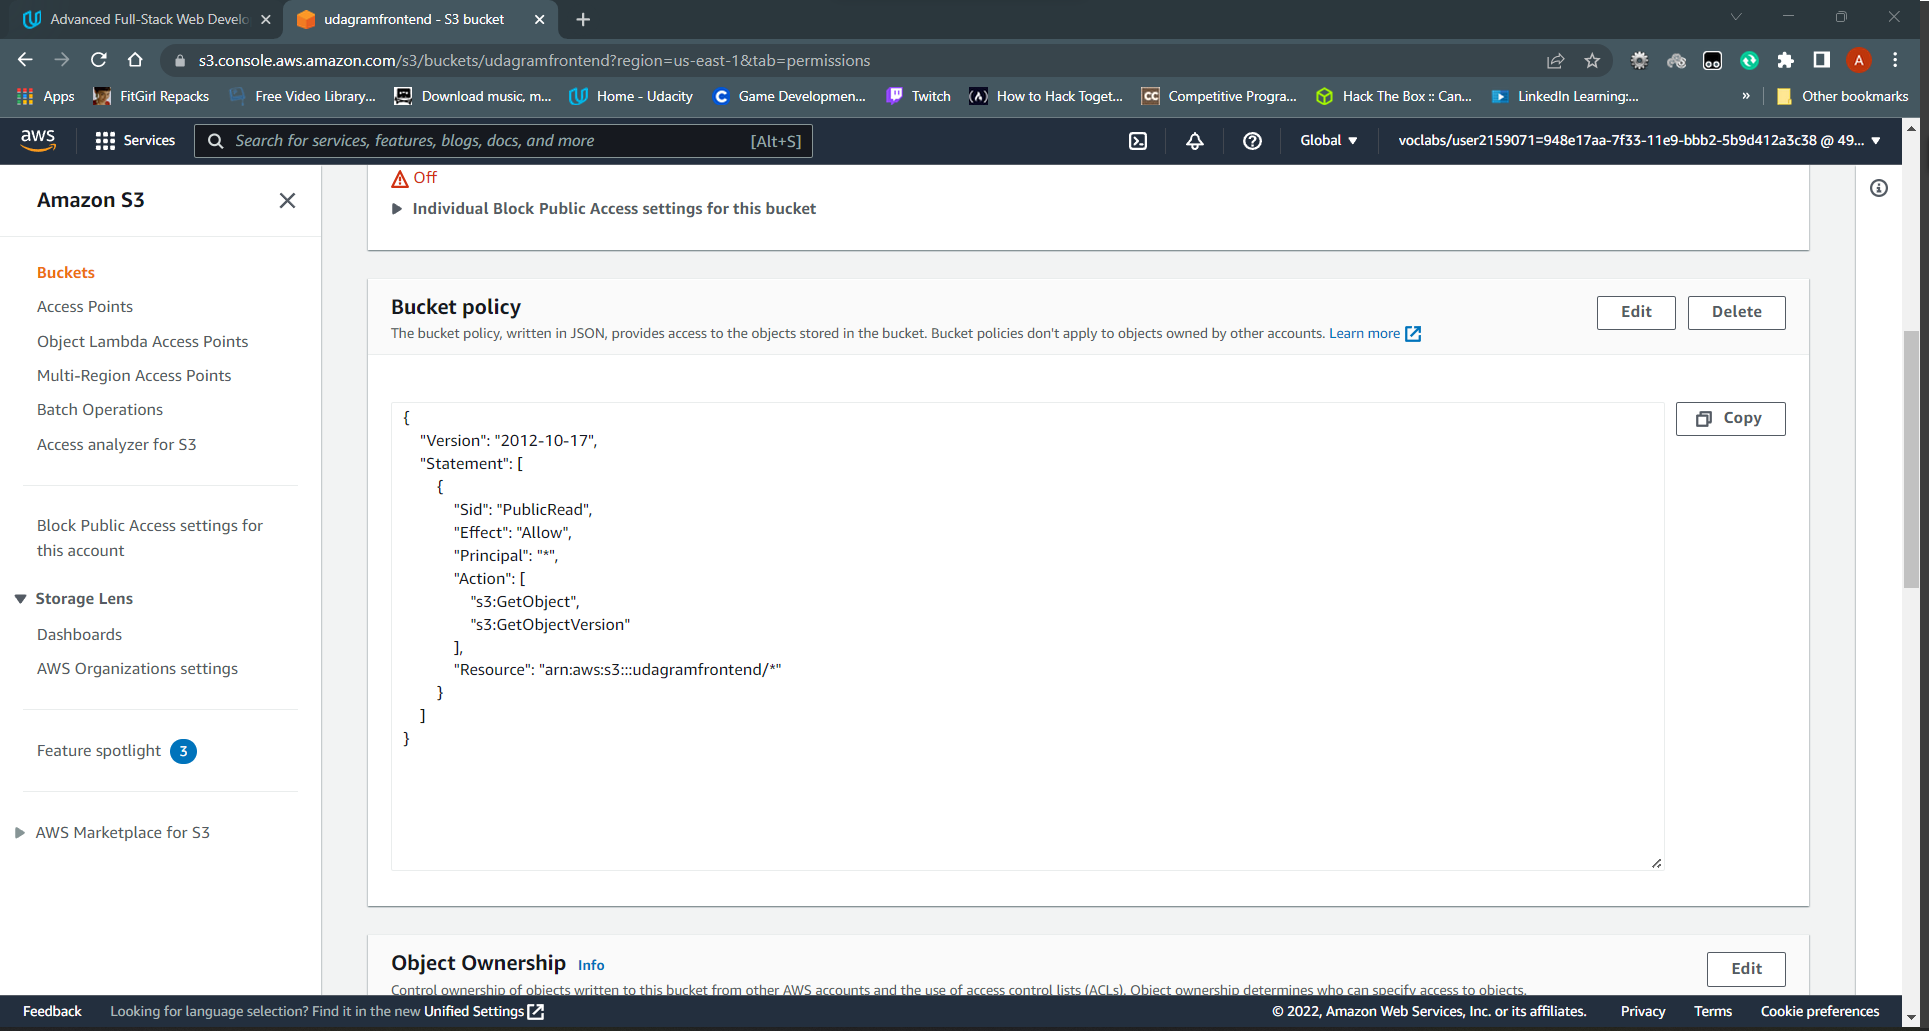 Advanced Full-Stack Web Develo
udagramfrontend - S3 bucket
s3.console.aws.amazon.com/s3/buckets/udagramfrontend?region=us-east-1&tab=permissions
A
Apps
FitGirl Repacks
Free Video Library...
Download music, m...
Home - Udacity
C
Game Developmen...
Twitch
How to Hack Toget...
CC
Competitive Progra...
Hack The Box :: Can...
LinkedIn Learning:...
»
Other bookmarks
aws
Services
Search for services, features, blogs, docs, and more
[Alt+S]
Global
voclabs/user2159071=948e17aa-7f33-11e9-bbb2-5b9d412a3c38 @ 49...
Amazon S3
Buckets
Access Points
Object Lambda Access Points
Multi-Region Access Points
Batch Operations
Access analyzer for S3
Block Public Access settings for
this account
Storage Lens
Dashboards
AWS Organizations settings
Feature spotlight 3
AWS Marketplace for S3
Off
Individual Block Public Access settings for this bucket
Bucket policy
The bucket policy, written in JSON, provides access to the objects stored in the bucket. Bucket policies don't apply to objects owned by other accounts. Learn more
Edit
Delete
{
"Version": "2012-10-17",
"Statement": [
{
"Sid": "PublicRead",
"Effect": "Allow",
"Principal": "*",
"Action": [
"s3:GetObject",
"s3:GetObjectVersion"
],
"Resource": "arn:aws:s3:::udagramfrontend/*"
}
]
}
Copy
Object Ownership Info
Edit
Control ownership of objects written to this bucket from other AWS accounts and the use of access control lists (ACLs). Object ownership determines who can specify access to objects.
Feedback
Looking for language selection? Find it in the new Unified Settings
© 2022, Amazon Web Services, Inc. or its affiliates.
Privacy
Terms
Cookie preferences